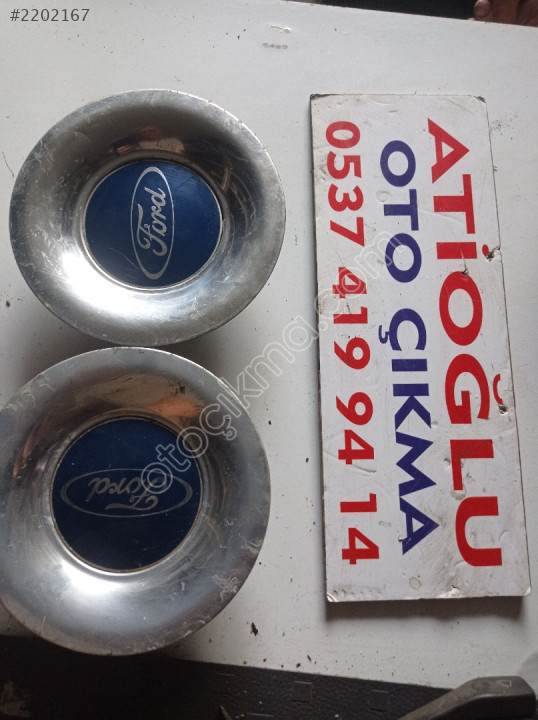 #2202167
Ford
Ford
ATİOĞLU
OTO ÇIKMA
0537 419 94 14
otoçıkma.com